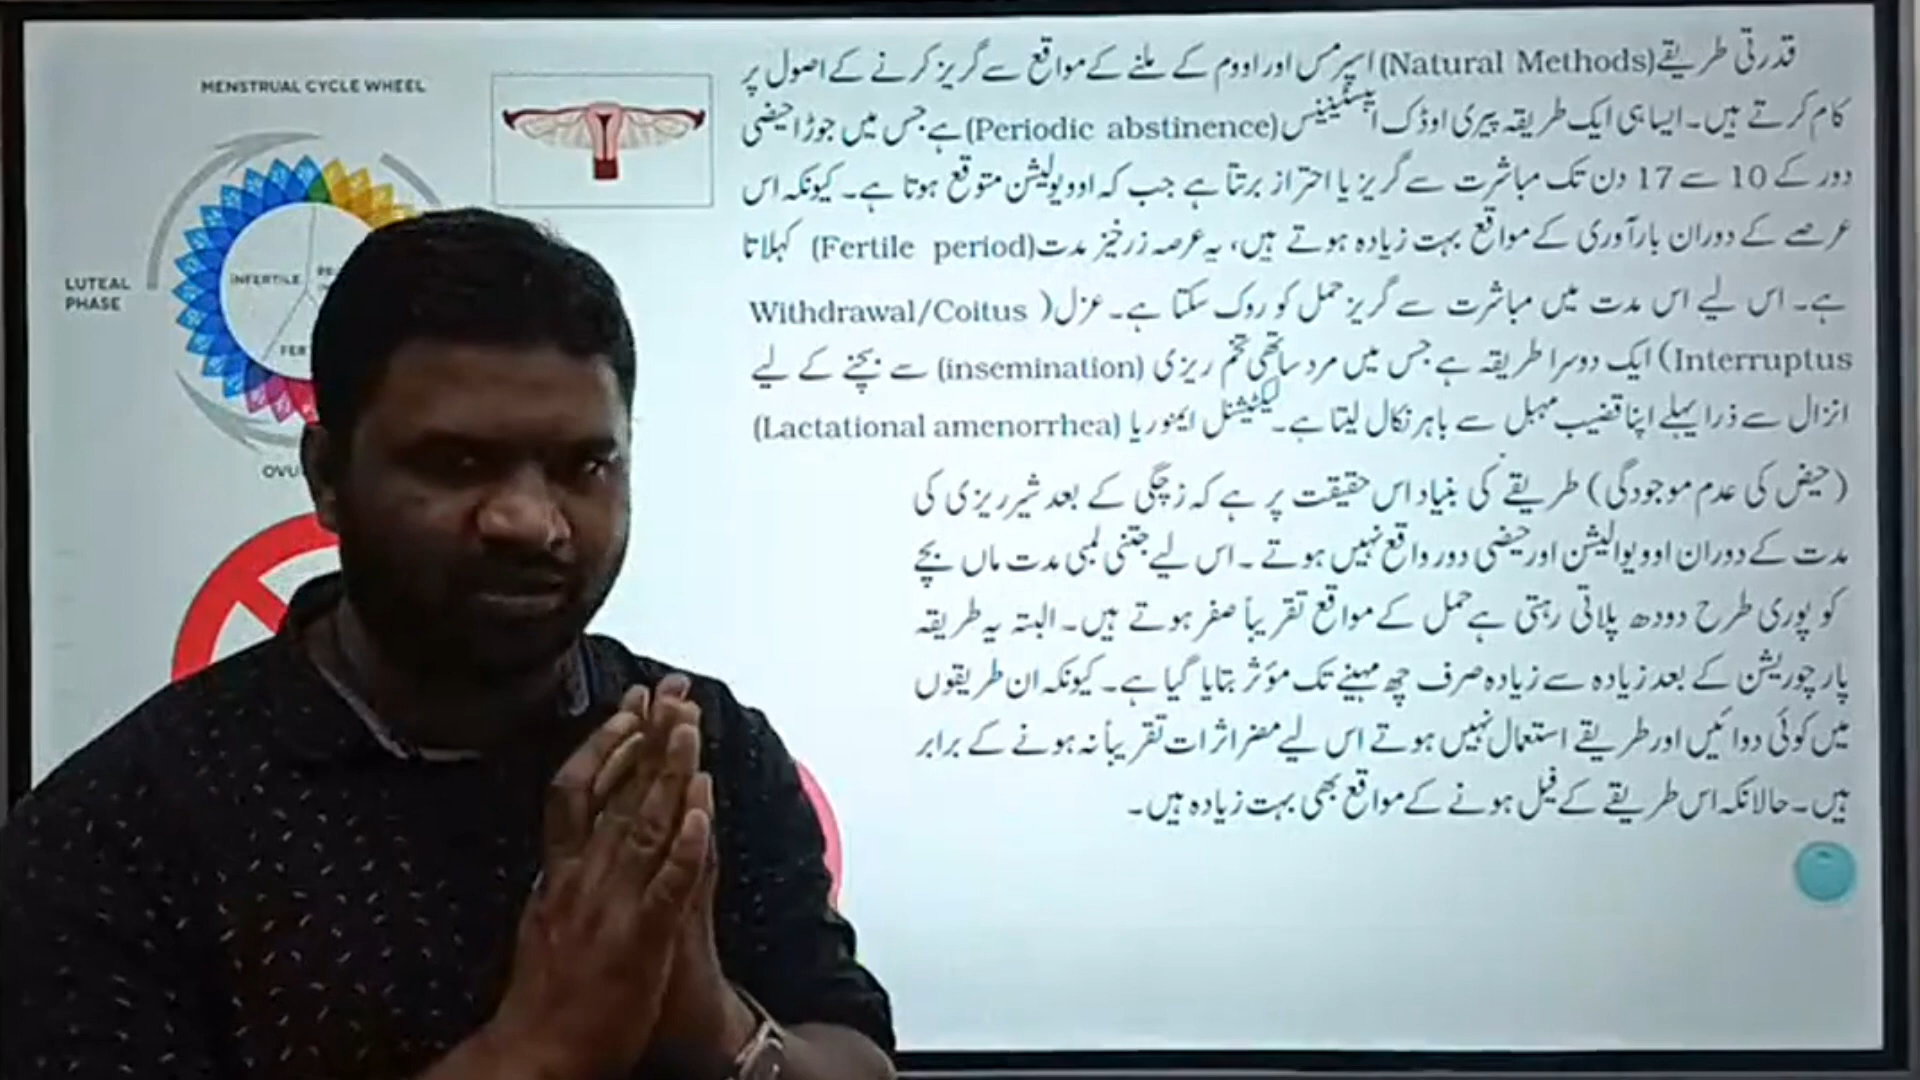 MENSTRUAL CYCLE WHEEL
LUTEAL
PHASE
INFERTILE
FER
OVU
قدرتی طریقے (Natural Methods) اسپرمس اور اووم کے ملنے کے مواقع سے گریز کرنے کے اصول پر
کام کرتے ہیں۔ ایسا ہی ایک طریقہ پیری اوڈک ابسٹینینس (Periodic abstinence) ہے جس میں جوڑا حیضی
دور کے 10 سے 17 دن تک مباشرت سے گریز یا احتراز برتتا ہے جب کہ اوویولیشن متوقع ہوتا ہے۔ کیونکہ اس
عرصے کے دوران بارآوری کے مواقع بہت زیادہ ہوتے ہیں، یہ عرصہ زرخیز مدت (Fertile period) کہلاتا
ہے۔ اس لیے اس مدت میں مباشرت سے گریز حمل کو روک سکتا ہے۔ عزل (Withdrawal/Coitus
Interruptus) ایک دوسرا طریقہ ہے جس میں مرد ساتھی تخم ریزی (insemination) سے بچنے کے لیے
انزال سے ذرا پہلے اپنا قضیب مہبل سے باہر نکال لیتا ہے۔ لیکٹیشنل ایمنوریا (Lactational amenorrhea)
(حیض کی عدم موجودگی) طریقے کی بنیاد اس حقیقت پر ہے کہ زچگی کے بعد شیر ریزی کی
مدت کے دوران اوویوالیشن اور حیضی دور واقع نہیں ہوتے ۔ اس لیے جتنی لمبی مدت ماں بچے
کو پوری طرح دودھ پلاتی رہتی ہے حمل کے مواقع تقریباً صفر ہوتے ہیں۔ البتہ یہ طریقہ
پارچوریشن کے بعد زیادہ سے زیادہ صرف چھ مہینے تک مؤثر بتایا گیا ہے۔ کیونکہ ان طریقوں
میں کوئی دوائیں اور طریقے استعمال نہیں ہوتے اس لیے مضر اثرات تقریباً نہ ہونے کے برابر
ہیں۔ حالانکہ اس طریقے کے فیل ہونے کے مواقع بھی بہت زیادہ ہیں۔